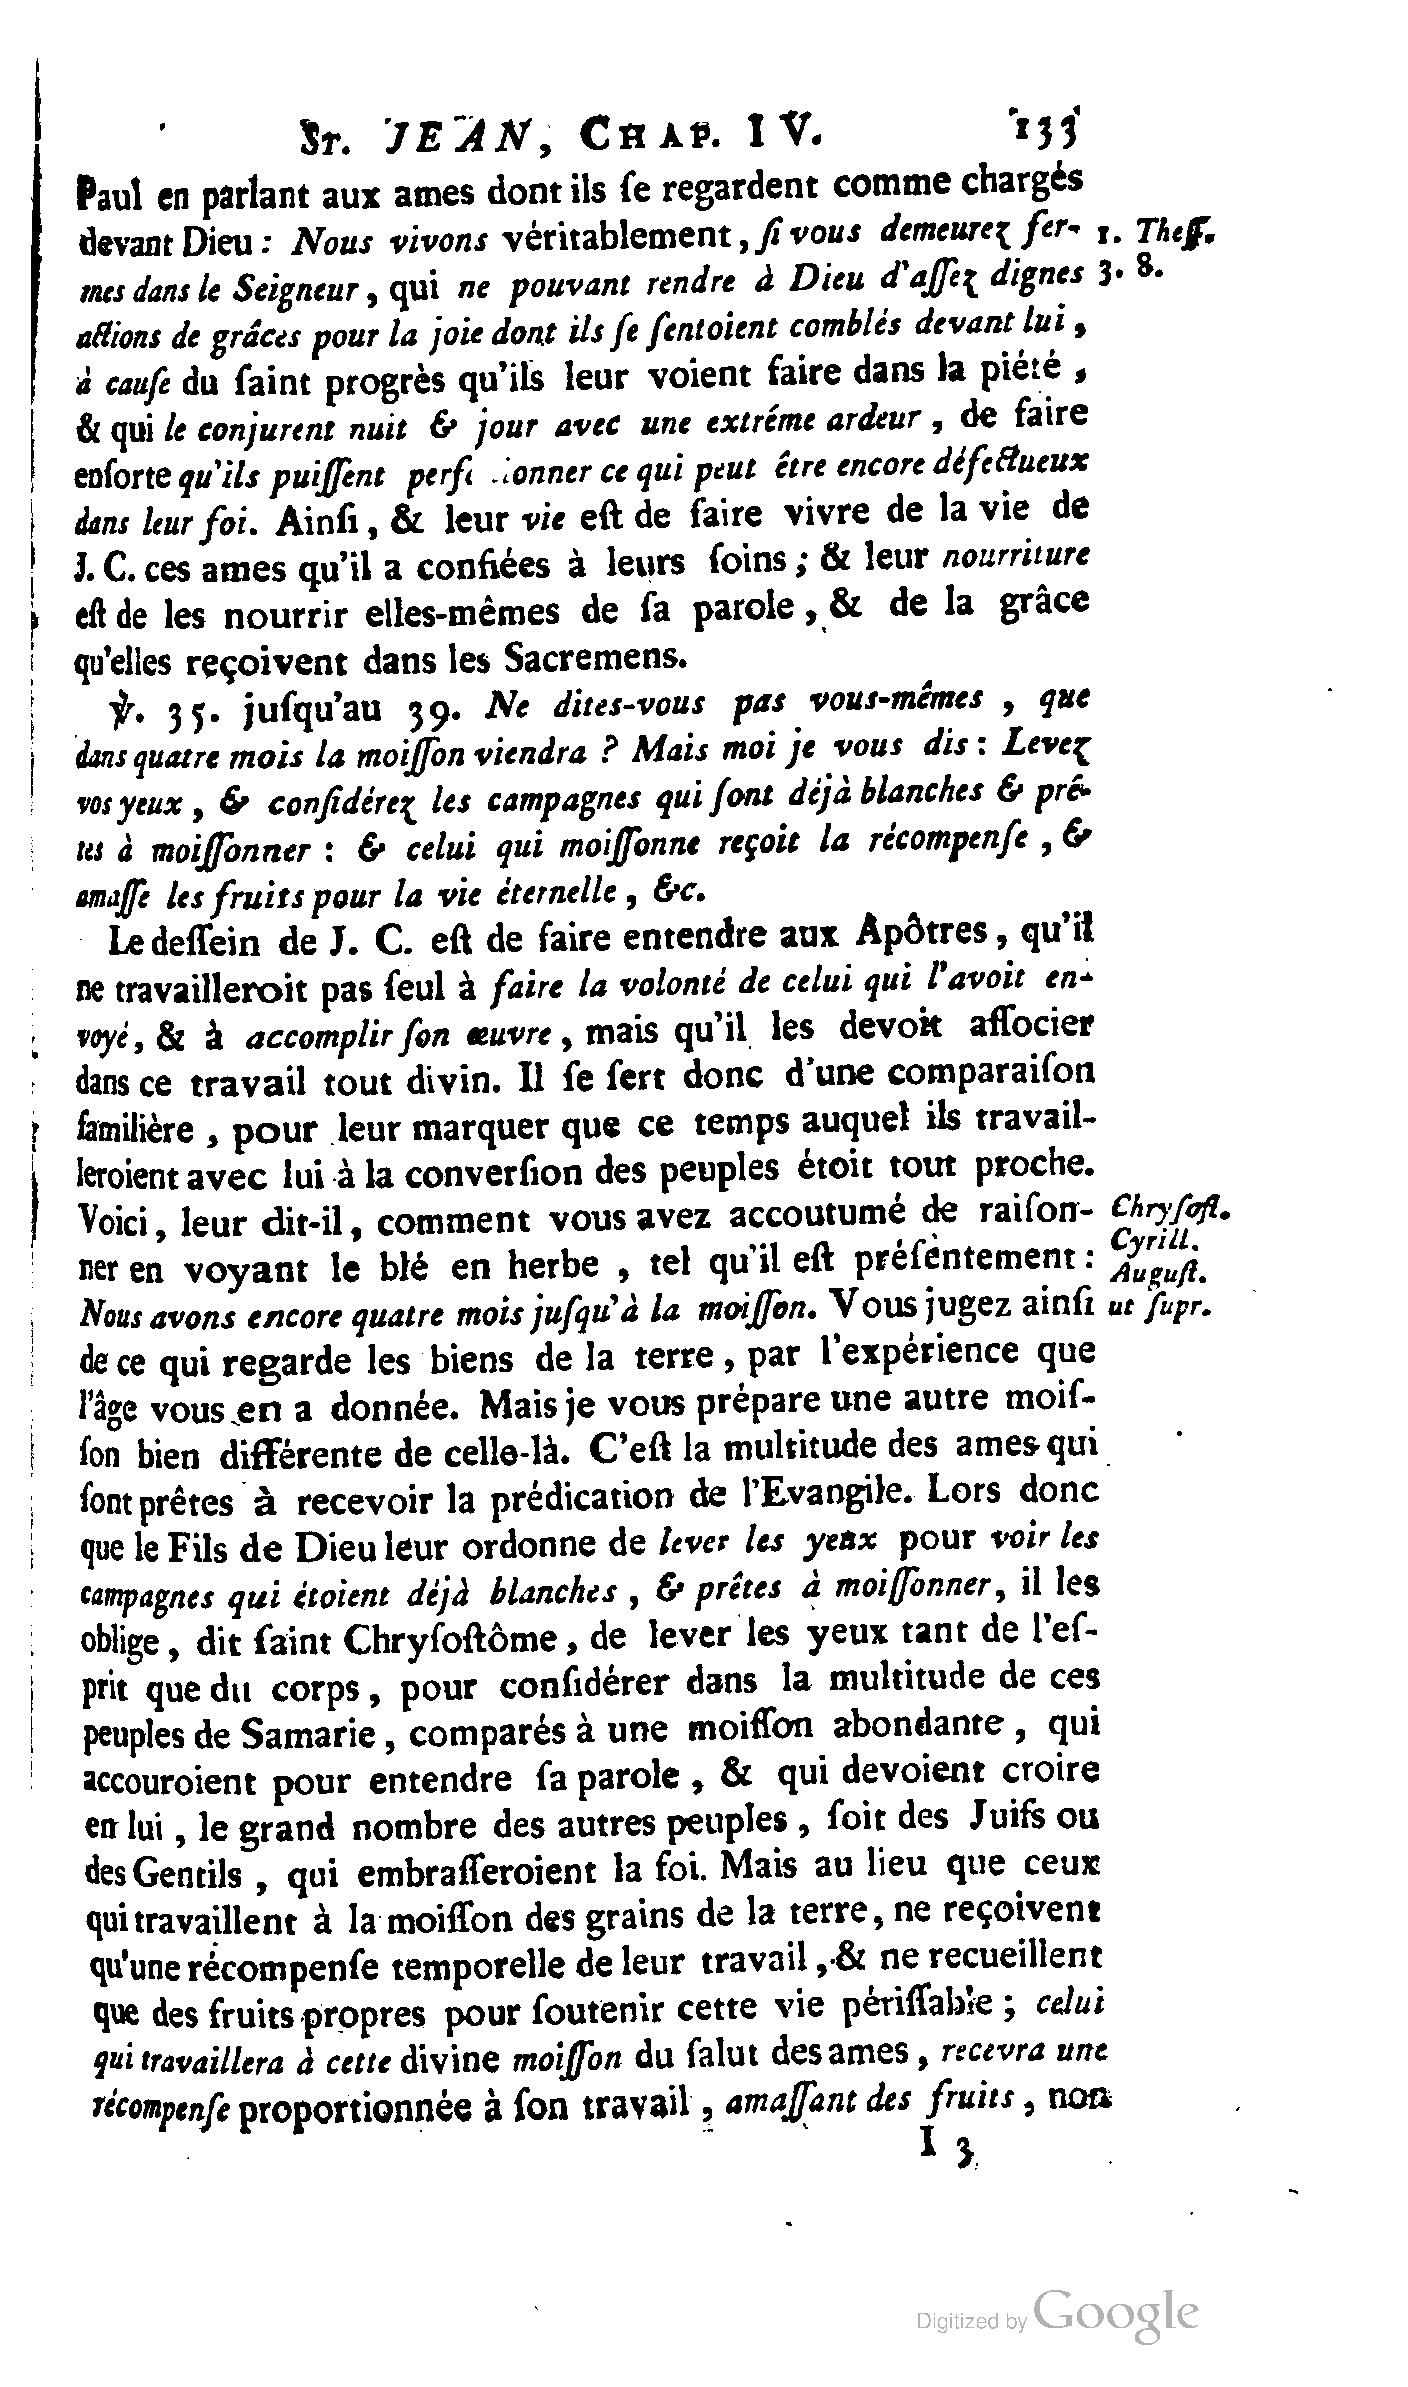 St. JEAN, CHAP. IV. 133
Paul en parlant aux ames dont ils ſe regardent comme chargés
devant Dieu : Nous vivons véritablement, ſi vous demeurez fer-
1. Theſſ.
mes dans le Seigneur, qui ne pouvant rendre à Dieu d'aſſez dignes
3. 8.
actions de grâces pour la joie dont ils ſe ſentoient comblés devant lui,
à cauſe du ſaint progrès qu'ils leur voient faire dans la piété,
& qui le conjurent nuit & jour avec une extréme ardeur, de faire
enſorte qu'ils puiſſent ce qui peut être encore défectueux
dans leur foi. Ainſi, & leur vie eſt de faire vivre de la vie de
J. C. ces ames qu'il a confiées à leurs ſoins ; & leur nourriture
eſt de les nourrir elles-mêmes de ſa parole, & de la grâce
qu'elles reçoivent dans les Sacremens.
℣. 35. juſqu'au 39. Ne dites-vous pas vous-mêmes, que
dans quatre mois la moiſſon viendra ? Mais moi je vous dis : Levez
vos yeux, & conſidérez les campagnes qui ſont déjà blanches & prê-
tes à moiſſonner : & celui qui moiſſonne reçoit la récompenſe, &
amaſſe les fruits pour la vie éternelle, &c.
Le deſſein de J. C. eſt de faire entendre aux Apôtres, qu'il
ne travailleroit pas ſeul à faire la volonté de celui qui l'avoit en-
voyé, & à accomplir ſon œuvre, mais qu'il les devoit aſſocier
dans ce travail tout divin. Il ſe ſert donc d'une comparaiſon
familière, pour leur marquer que ce temps auquel ils travail-
leroient avec lui à la converſion des peuples étoit tout proche.
Voici, leur dit-il, comment vous avez accoutumé de raiſon-
Chryſoſt.
Cyrill.
ner en voyant le blé en herbe, tel qu'il eſt préſentement :
Auguſt.
Nous avons encore quatre mois juſqu'à la moiſſon. Vous jugez ainſi
ut ſupr.
de ce qui regarde les biens de la terre, par l'expérience que
l'âge vous en a donnée. Mais je vous prépare une autre moiſ-
ſon bien différente de celle-là. C'eſt la multitude des ames qui
ſont prêtes à recevoir la prédication de l'Evangile. Lors donc
que le Fils de Dieu leur ordonne de lever les yeux pour voir les
campagnes qui étoient déjà blanches, & prêtes à moiſſonner, il les
oblige, dit ſaint Chryſoſtôme, de lever les yeux tant de l'eſ-
prit que du corps, pour conſidérer dans la multitude de ces
peuples de Samarie, comparés à une moiſſon abondante, qui
accouroient pour entendre ſa parole, & qui devoient croire
en lui, le grand nombre des autres peuples, ſoit des Juifs ou
des Gentils, qui embraſſeroient la foi. Mais au lieu que ceux
qui travaillent à la moiſſon des grains de la terre, ne reçoivent
qu'une récompenſe temporelle de leur travail, & ne recueillent
que des fruits propres pour ſoutenir cette vie périſſable ; celui
qui travaillera à cette divine moiſſon du ſalut des ames, recevra une
récompenſe proportionnée à ſon travail, amaſſant des fruits, non
I 3
Digitized by Google